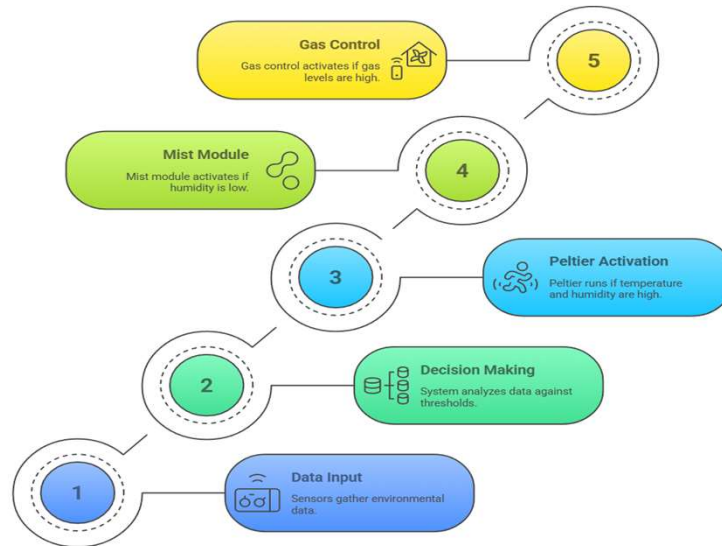 Gas Control
Gas control activates if gas
levels are high.
5
Mist Module
Mist module activates if
humidity is low.
4
3
Peltier Activation
Peltier runs if temperature
and humidity are high.
2
Decision Making
System analyzes data against
thresholds.
1
Data Input
Sensors gather environmental
data.